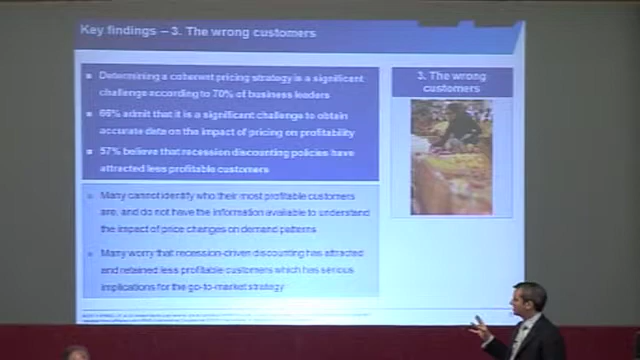 Key findings – 3. The wrong customers
Determining a coherent pricing strategy is a significant
challenge according to 70% of business leaders
66% admit that it is a significant challenge to obtain
accurate data on the impact of pricing on profitability
57% believe that recession discounting policies have
attracted less profitable customers
Many cannot identify who their most profitable customers
are, and do not have the information available to understand
the impact of price changes on demand patterns
Many worry that recession-driven discounting has attracted
and retained less profitable customers which has serious
implications for the go-to-market strategy
3. The wrong
customers